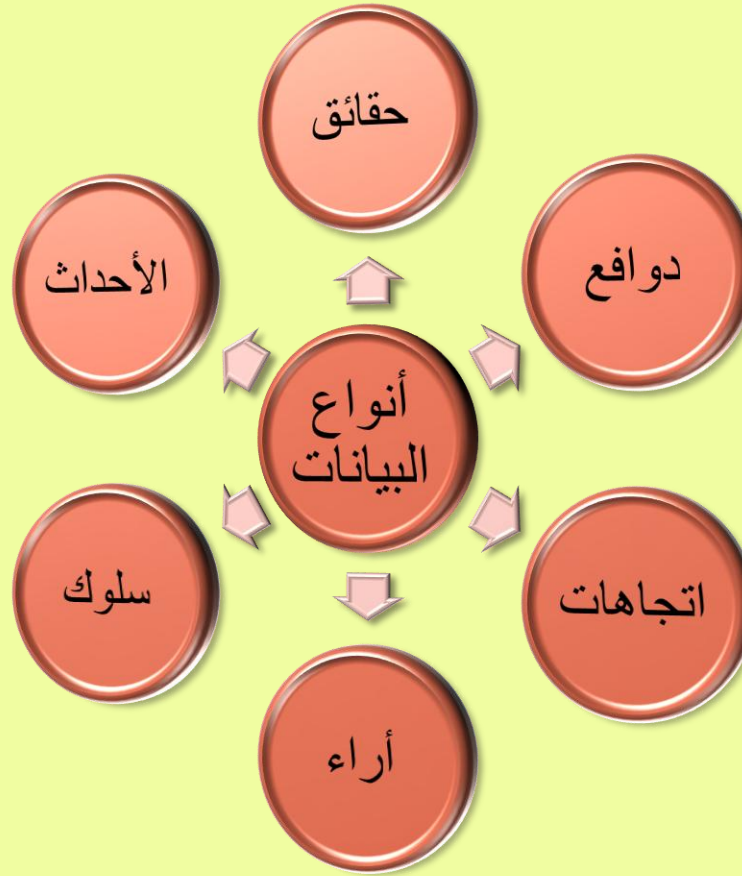 حقائق
دوافع
الأحداث
أنواع
البيانات
اتجاهات
سلوك
أراء